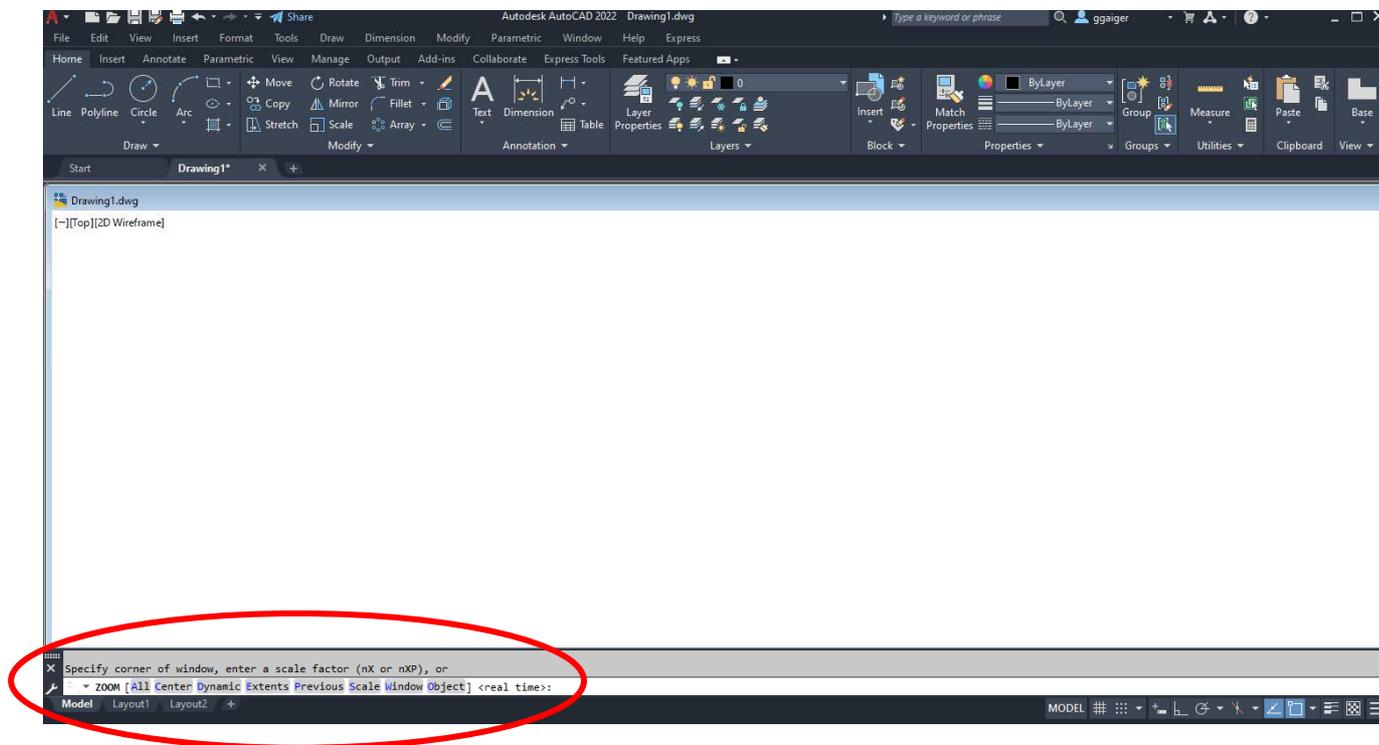 A Share Autodesk AutoCAD 2022 Drawing1.dwg Type a keyword or phrase ggaiger
File Edit View Insert Format Tools Draw Dimension Modify Parametric Window Help Express
Home Insert Annotate Parametric View Manage Output Add-ins Collaborate Express Tools Featured Apps
Move Rotate Trim A 0 ByLayer
Copy Mirror Fillet ByLayer
Line Polyline Circle Arc Text Dimension Layer Insert Match Group Measure Paste Base
Stretch Scale Array Table Properties Properties ByLayer
Draw Modify Annotation Layers Block Properties Groups Utilities Clipboard View
Start Drawing1* +
Drawing1.dwg
[−][Top][2D Wireframe]
Specify corner of window, enter a scale factor (nX or nXP), or
ZOOM [All Center Dynamic Extents Previous Scale Window Object] <real time>:
Model Layout1 Layout2 + MODEL